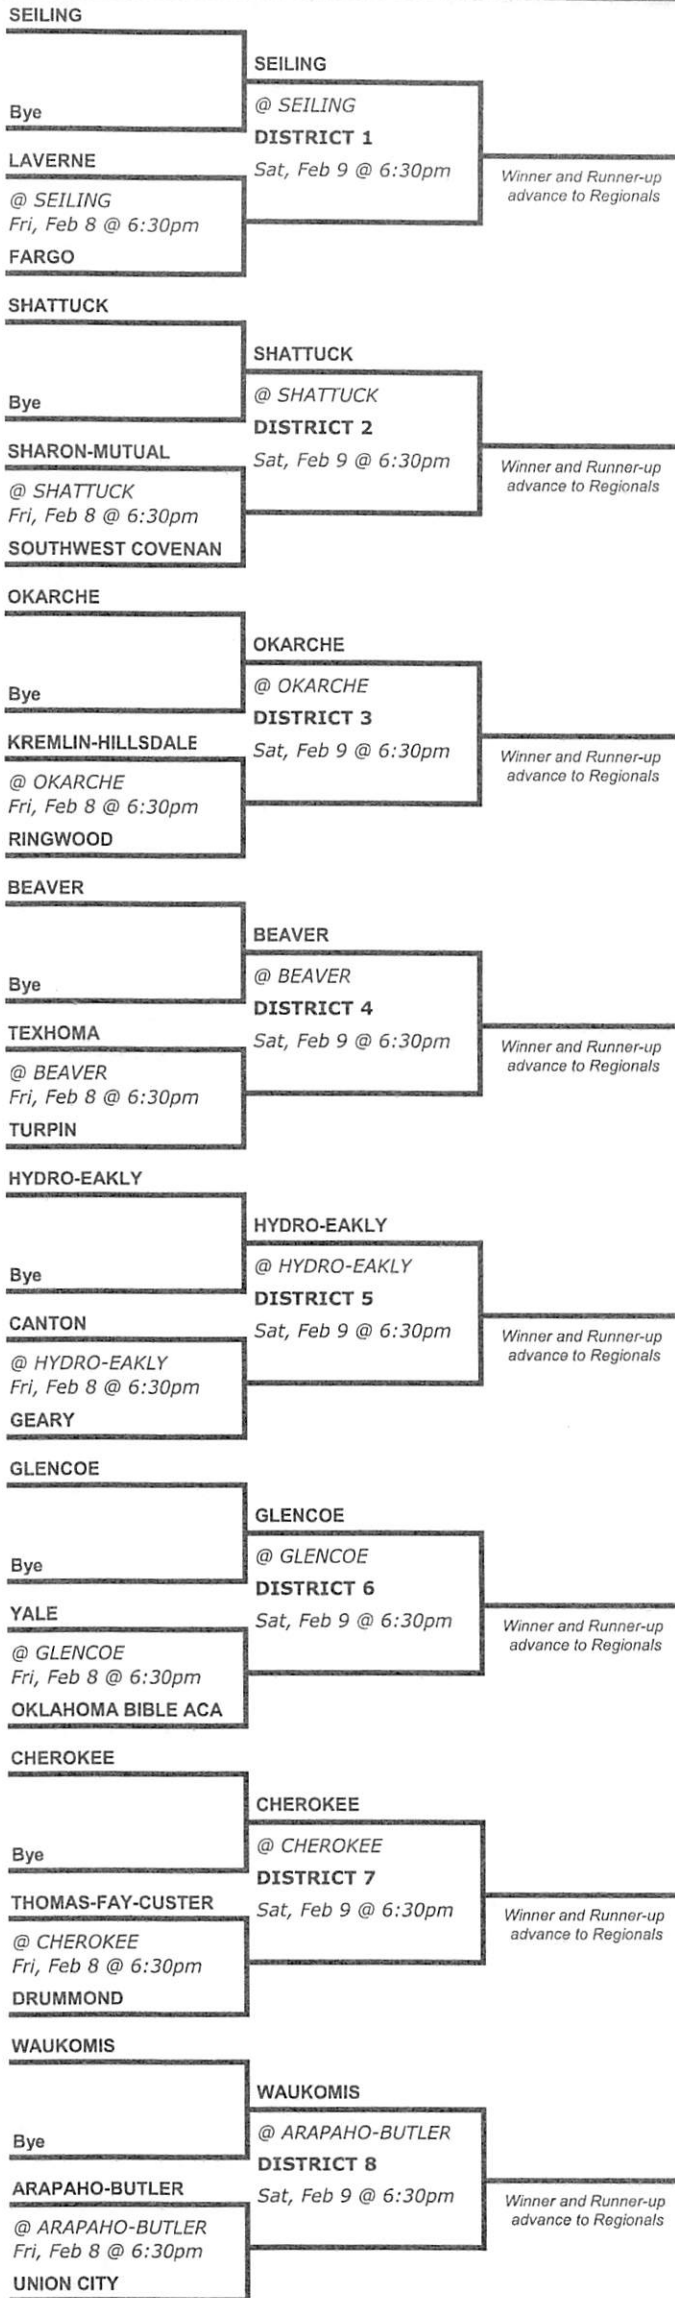 SEILING
SEILING
@ SEILING
Bye
DISTRICT 1
LAVERNE
Sat, Feb 9 @ 6:30pm
Winner and Runner-up
advance to Regionals
@ SEILING
Fri, Feb 8 @ 6:30pm
FARGO
SHATTUCK
SHATTUCK
@ SHATTUCK
Bye
DISTRICT 2
SHARON-MUTUAL
Sat, Feb 9 @ 6:30pm
Winner and Runner-up
advance to Regionals
@ SHATTUCK
Fri, Feb 8 @ 6:30pm
SOUTHWEST COVENAN
OKARCHE
OKARCHE
@ OKARCHE
Bye
DISTRICT 3
KREMLIN-HILLSDALE
Sat, Feb 9 @ 6:30pm
Winner and Runner-up
advance to Regionals
@ OKARCHE
Fri, Feb 8 @ 6:30pm
RINGWOOD
BEAVER
BEAVER
@ BEAVER
Bye
DISTRICT 4
TEXHOMA
Sat, Feb 9 @ 6:30pm
Winner and Runner-up
advance to Regionals
@ BEAVER
Fri, Feb 8 @ 6:30pm
TURPIN
HYDRO-EAKLY
HYDRO-EAKLY
@ HYDRO-EAKLY
Bye
DISTRICT 5
CANTON
Sat, Feb 9 @ 6:30pm
Winner and Runner-up
advance to Regionals
@ HYDRO-EAKLY
Fri, Feb 8 @ 6:30pm
GEARY
GLENCOE
GLENCOE
@ GLENCOE
Bye
DISTRICT 6
YALE
Sat, Feb 9 @ 6:30pm
Winner and Runner-up
advance to Regionals
@ GLENCOE
Fri, Feb 8 @ 6:30pm
OKLAHOMA BIBLE ACA
CHEROKEE
CHEROKEE
@ CHEROKEE
Bye
DISTRICT 7
THOMAS-FAY-CUSTER
Sat, Feb 9 @ 6:30pm
Winner and Runner-up
advance to Regionals
@ CHEROKEE
Fri, Feb 8 @ 6:30pm
DRUMMOND
WAUKOMIS
WAUKOMIS
@ ARAPAHO-BUTLER
Bye
DISTRICT 8
ARAPAHO-BUTLER
Sat, Feb 9 @ 6:30pm
Winner and Runner-up
advance to Regionals
@ ARAPAHO-BUTLER
Fri, Feb 8 @ 6:30pm
UNION CITY